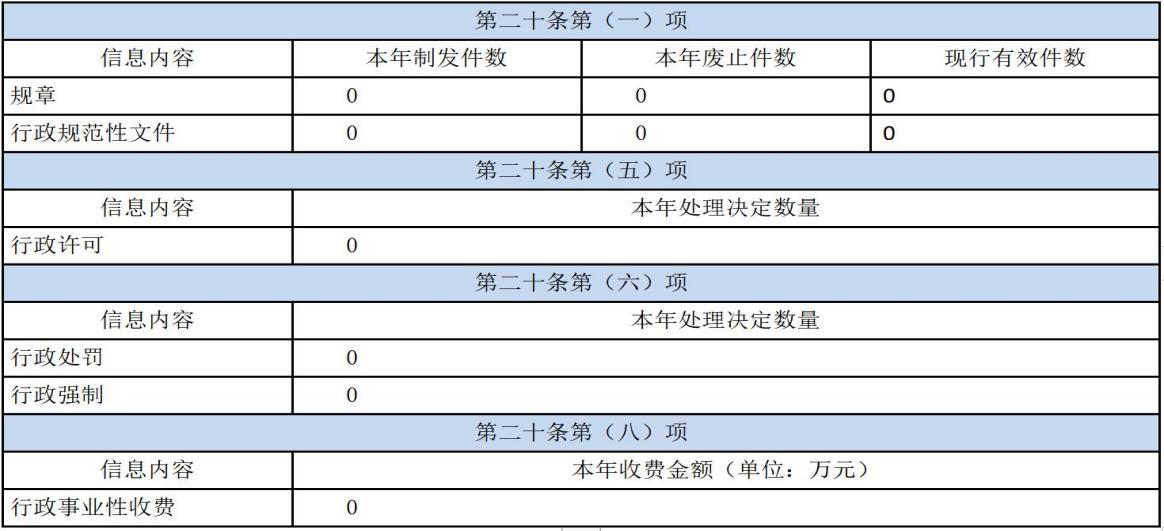 第二十条第（一）项
信息内容 本年制发件数 本年废止件数 现行有效件数
规章 0 0 0
行政规范性文件 0 0 0
第二十条第（五）项
信息内容 本年处理决定数量
行政许可 0
第二十条第（六）项
信息内容 本年处理决定数量
行政处罚 0
行政强制 0
第二十条第（八）项
信息内容 本年收费金额（单位：万元）
行政事业性收费 0